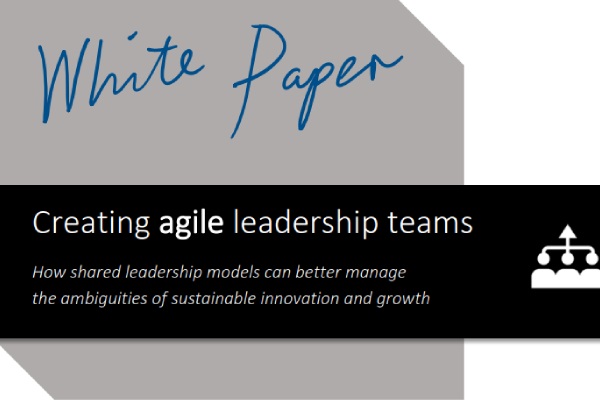 White Paper
Creating agile leadership teams
How shared leadership models can better manage
the ambiguities of sustainable innovation and growth